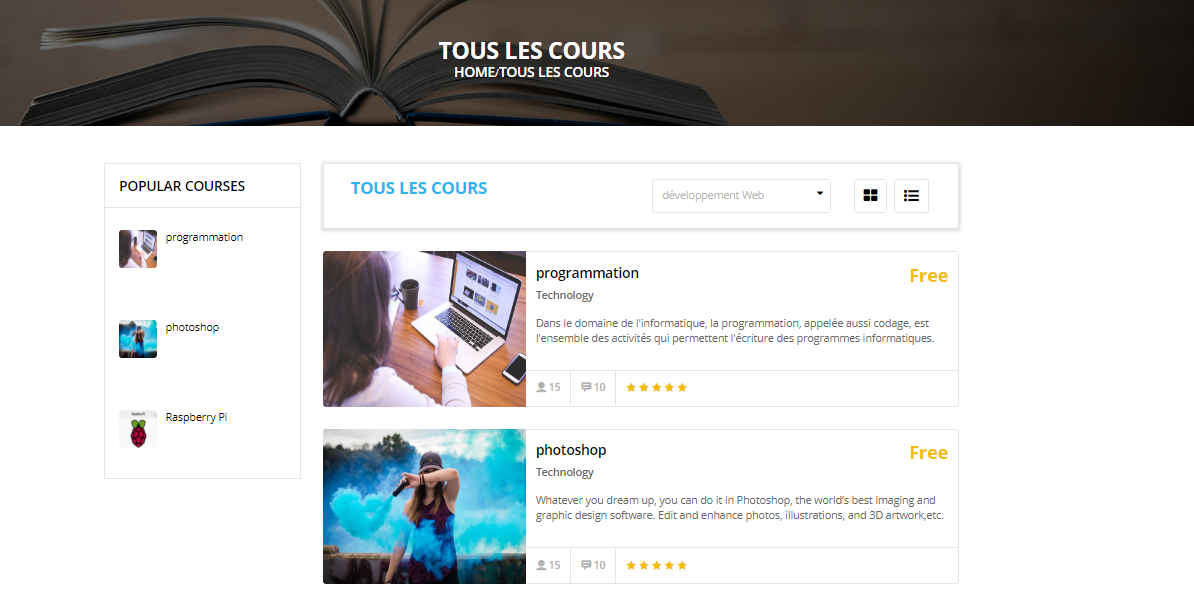 TOUS LES COURS
HOME/TOUS LES COURS
POPULAR COURSES
programmation
photoshop
Raspberry Pi
TOUS LES COURS
développement Web
programmation
Free
Technology
Dans le domaine de l'informatique, la programmation, appelée aussi codage, est
l'ensemble des activités qui permettent l'écriture des programmes informatiques.
15
10
photoshop
Free
Technology
Whatever you dream up, you can do it in Photoshop, the world’s best imaging and
graphic design software. Edit and enhance photos, illustrations, and 3D artwork,etc.
15
10